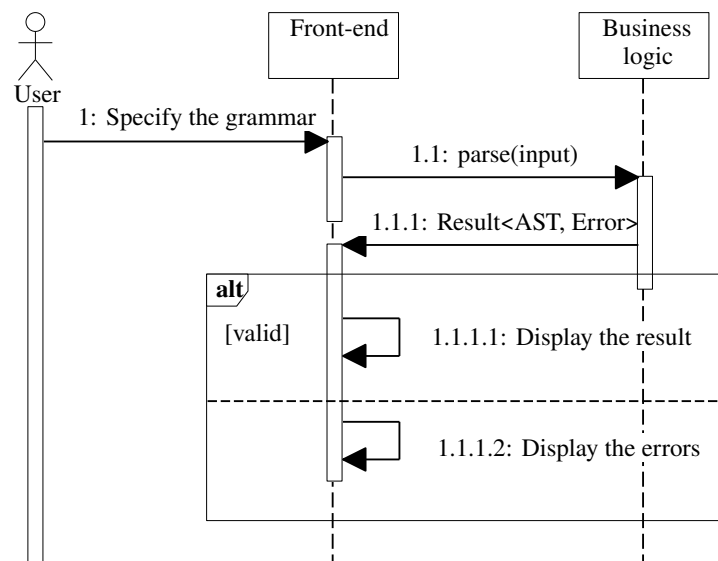 Front-end
Business
logic
User
1: Specify the grammar
1.1: parse(input)
1.1.1: Result<AST, Error>
alt
[valid]
1.1.1.1: Display the result
1.1.1.2: Display the errors